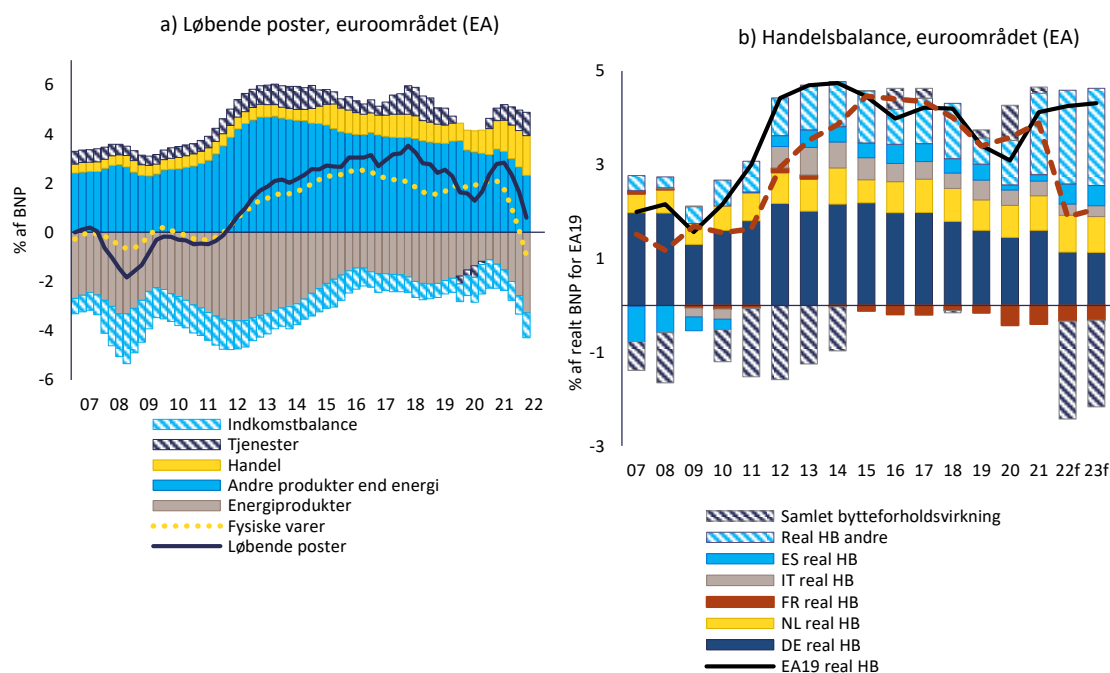 a) Løbende poster, euroområdet (EA)
% af BNP
6
4
2
0
-2
-4
-6
07 08 09 10 11 12 13 14 15 16 17 18 19 20 21 22
Indkomstbalance
Tjenester
Handel
Andre produkter end energi
Energiprodukter
Fysiske varer
Løbende poster
b) Handelsbalance, euroområdet (EA)
% af realt BNP for EA19
5
3
1
-1
-3
07 08 09 10 11 12 13 14 15 16 17 18 19 20 21 22f 23f
Samlet bytteforholdsvirkning
Real HB andre
ES real HB
IT real HB
FR real HB
NL real HB
DE real HB
EA19 real HB